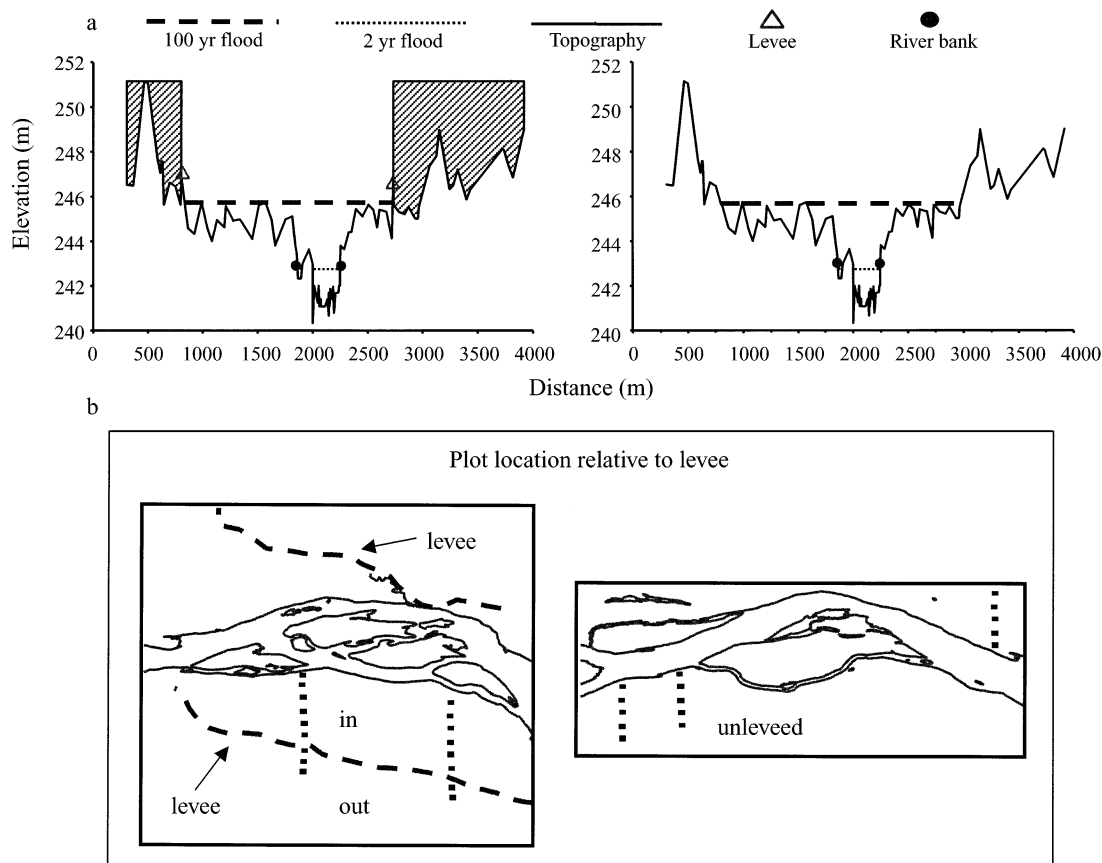 a
100 yr flood 2 yr flood Topography Levee River bank
252
250
248
246
244
242
240
Elevation (m)
0 500 1000 1500 2000 2500 3000 3500 4000
252
250
248
246
244
242
240
0 500 1000 1500 2000 2500 3000 3500 4000
Distance (m)
b
Plot location relative to levee
levee
in
levee
out
unleveed